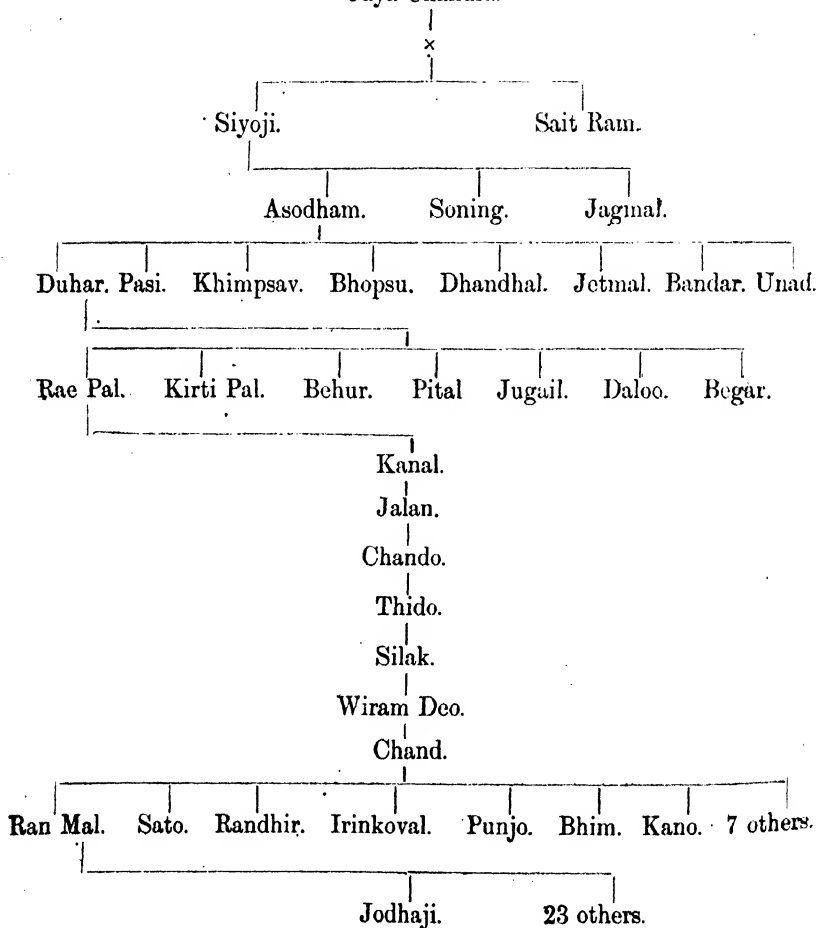 ×
Siyoji. Sait Ram.
Asodham. Soning. Jagmal.
Duhar. Pasi. Khimpsav. Bhopsu. Dhandhal. Jetmal. Bandar. Unad.
Rae Pal. Kirti Pal. Behur. Pital Jugail. Daloo. Begar.
Kanal.
Jalan.
Chando.
Thido.
Silak.
Wiram Deo.
Chand.
Ran Mal. Sato. Randhir. Irinkoval. Punjo. Bhim. Kano. 7 others.
Jodhaji. 23 others.